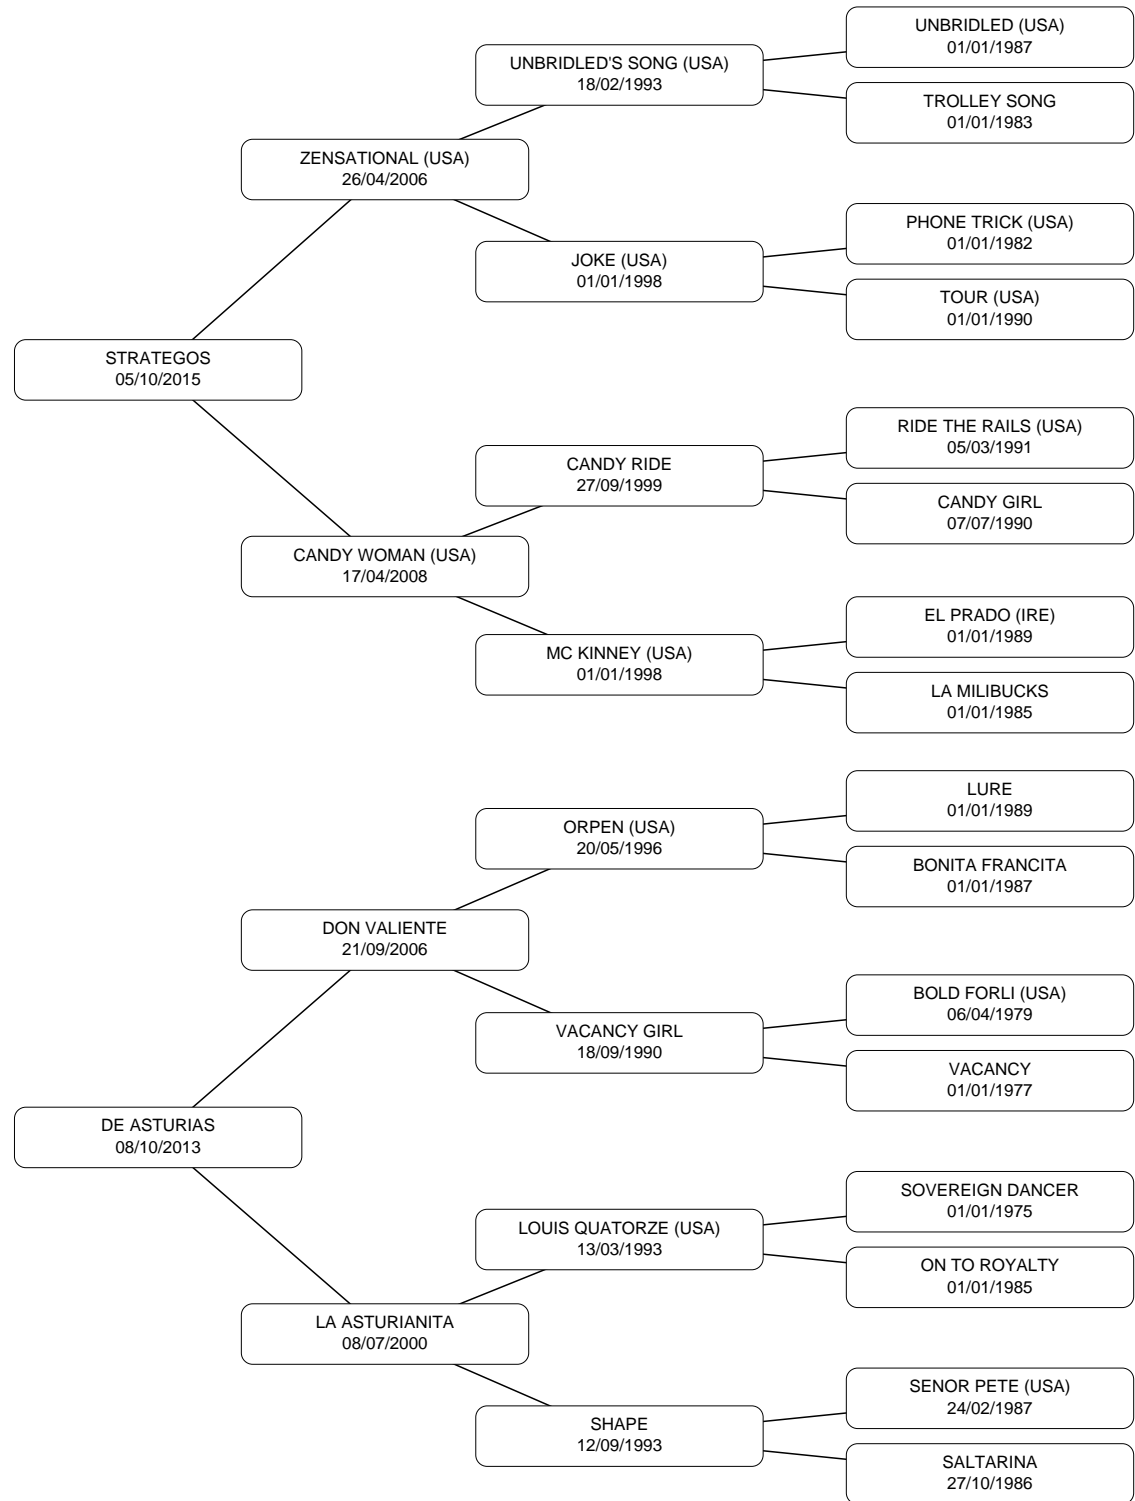 UNBRIDLED (USA)
01/01/1987
UNBRIDLED'S SONG (USA)
18/02/1993
TROLLEY SONG
01/01/1983
ZENSATIONAL (USA)
26/04/2006
PHONE TRICK (USA)
01/01/1982
JOKE (USA)
01/01/1998
TOUR (USA)
01/01/1990
STRATEGOS
05/10/2015
RIDE THE RAILS (USA)
05/03/1991
CANDY RIDE
27/09/1999
CANDY GIRL
07/07/1990
CANDY WOMAN (USA)
17/04/2008
EL PRADO (IRE)
01/01/1989
MC KINNEY (USA)
01/01/1998
LA MILIBUCKS
01/01/1985
LURE
01/01/1989
ORPEN (USA)
20/05/1996
BONITA FRANCITA
01/01/1987
DON VALIENTE
21/09/2006
BOLD FORLI (USA)
06/04/1979
VACANCY GIRL
18/09/1990
VACANCY
01/01/1977
DE ASTURIAS
08/10/2013
SOVEREIGN DANCER
01/01/1975
LOUIS QUATORZE (USA)
13/03/1993
ON TO ROYALTY
01/01/1985
LA ASTURIANITA
08/07/2000
SENOR PETE (USA)
24/02/1987
SHAPE
12/09/1993
SALTARINA
27/10/1986